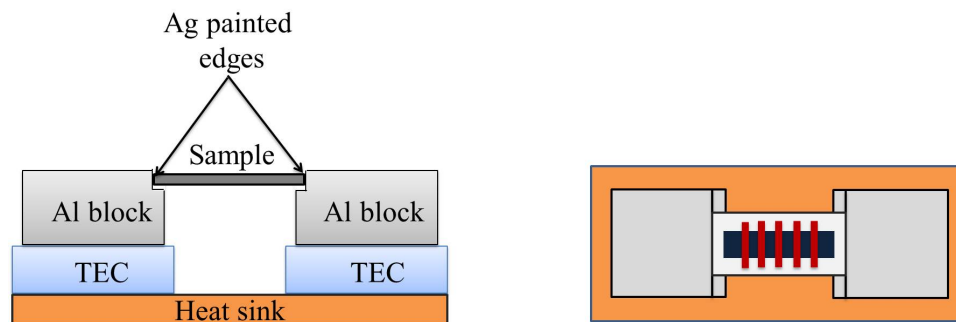 Ag painted
edges
Sample
Al block
Al block
TEC
TEC
Heat sink